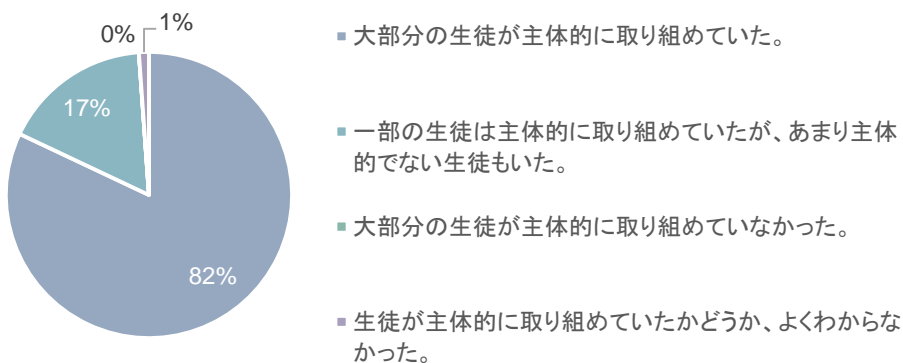 0%
1%
17%
82%
大部分の生徒が主体的に取り組めていた。
一部の生徒は主体的に取り組めていたが、あまり主体
的でない生徒もいた。
大部分の生徒が主体的に取り組めていなかった。
生徒が主体的に取り組めていたかどうか、よくわからな
かった。